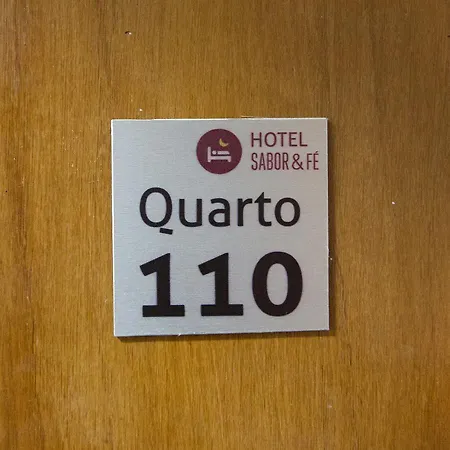 HOTEL
SABOR & FÉ
Quarto
110